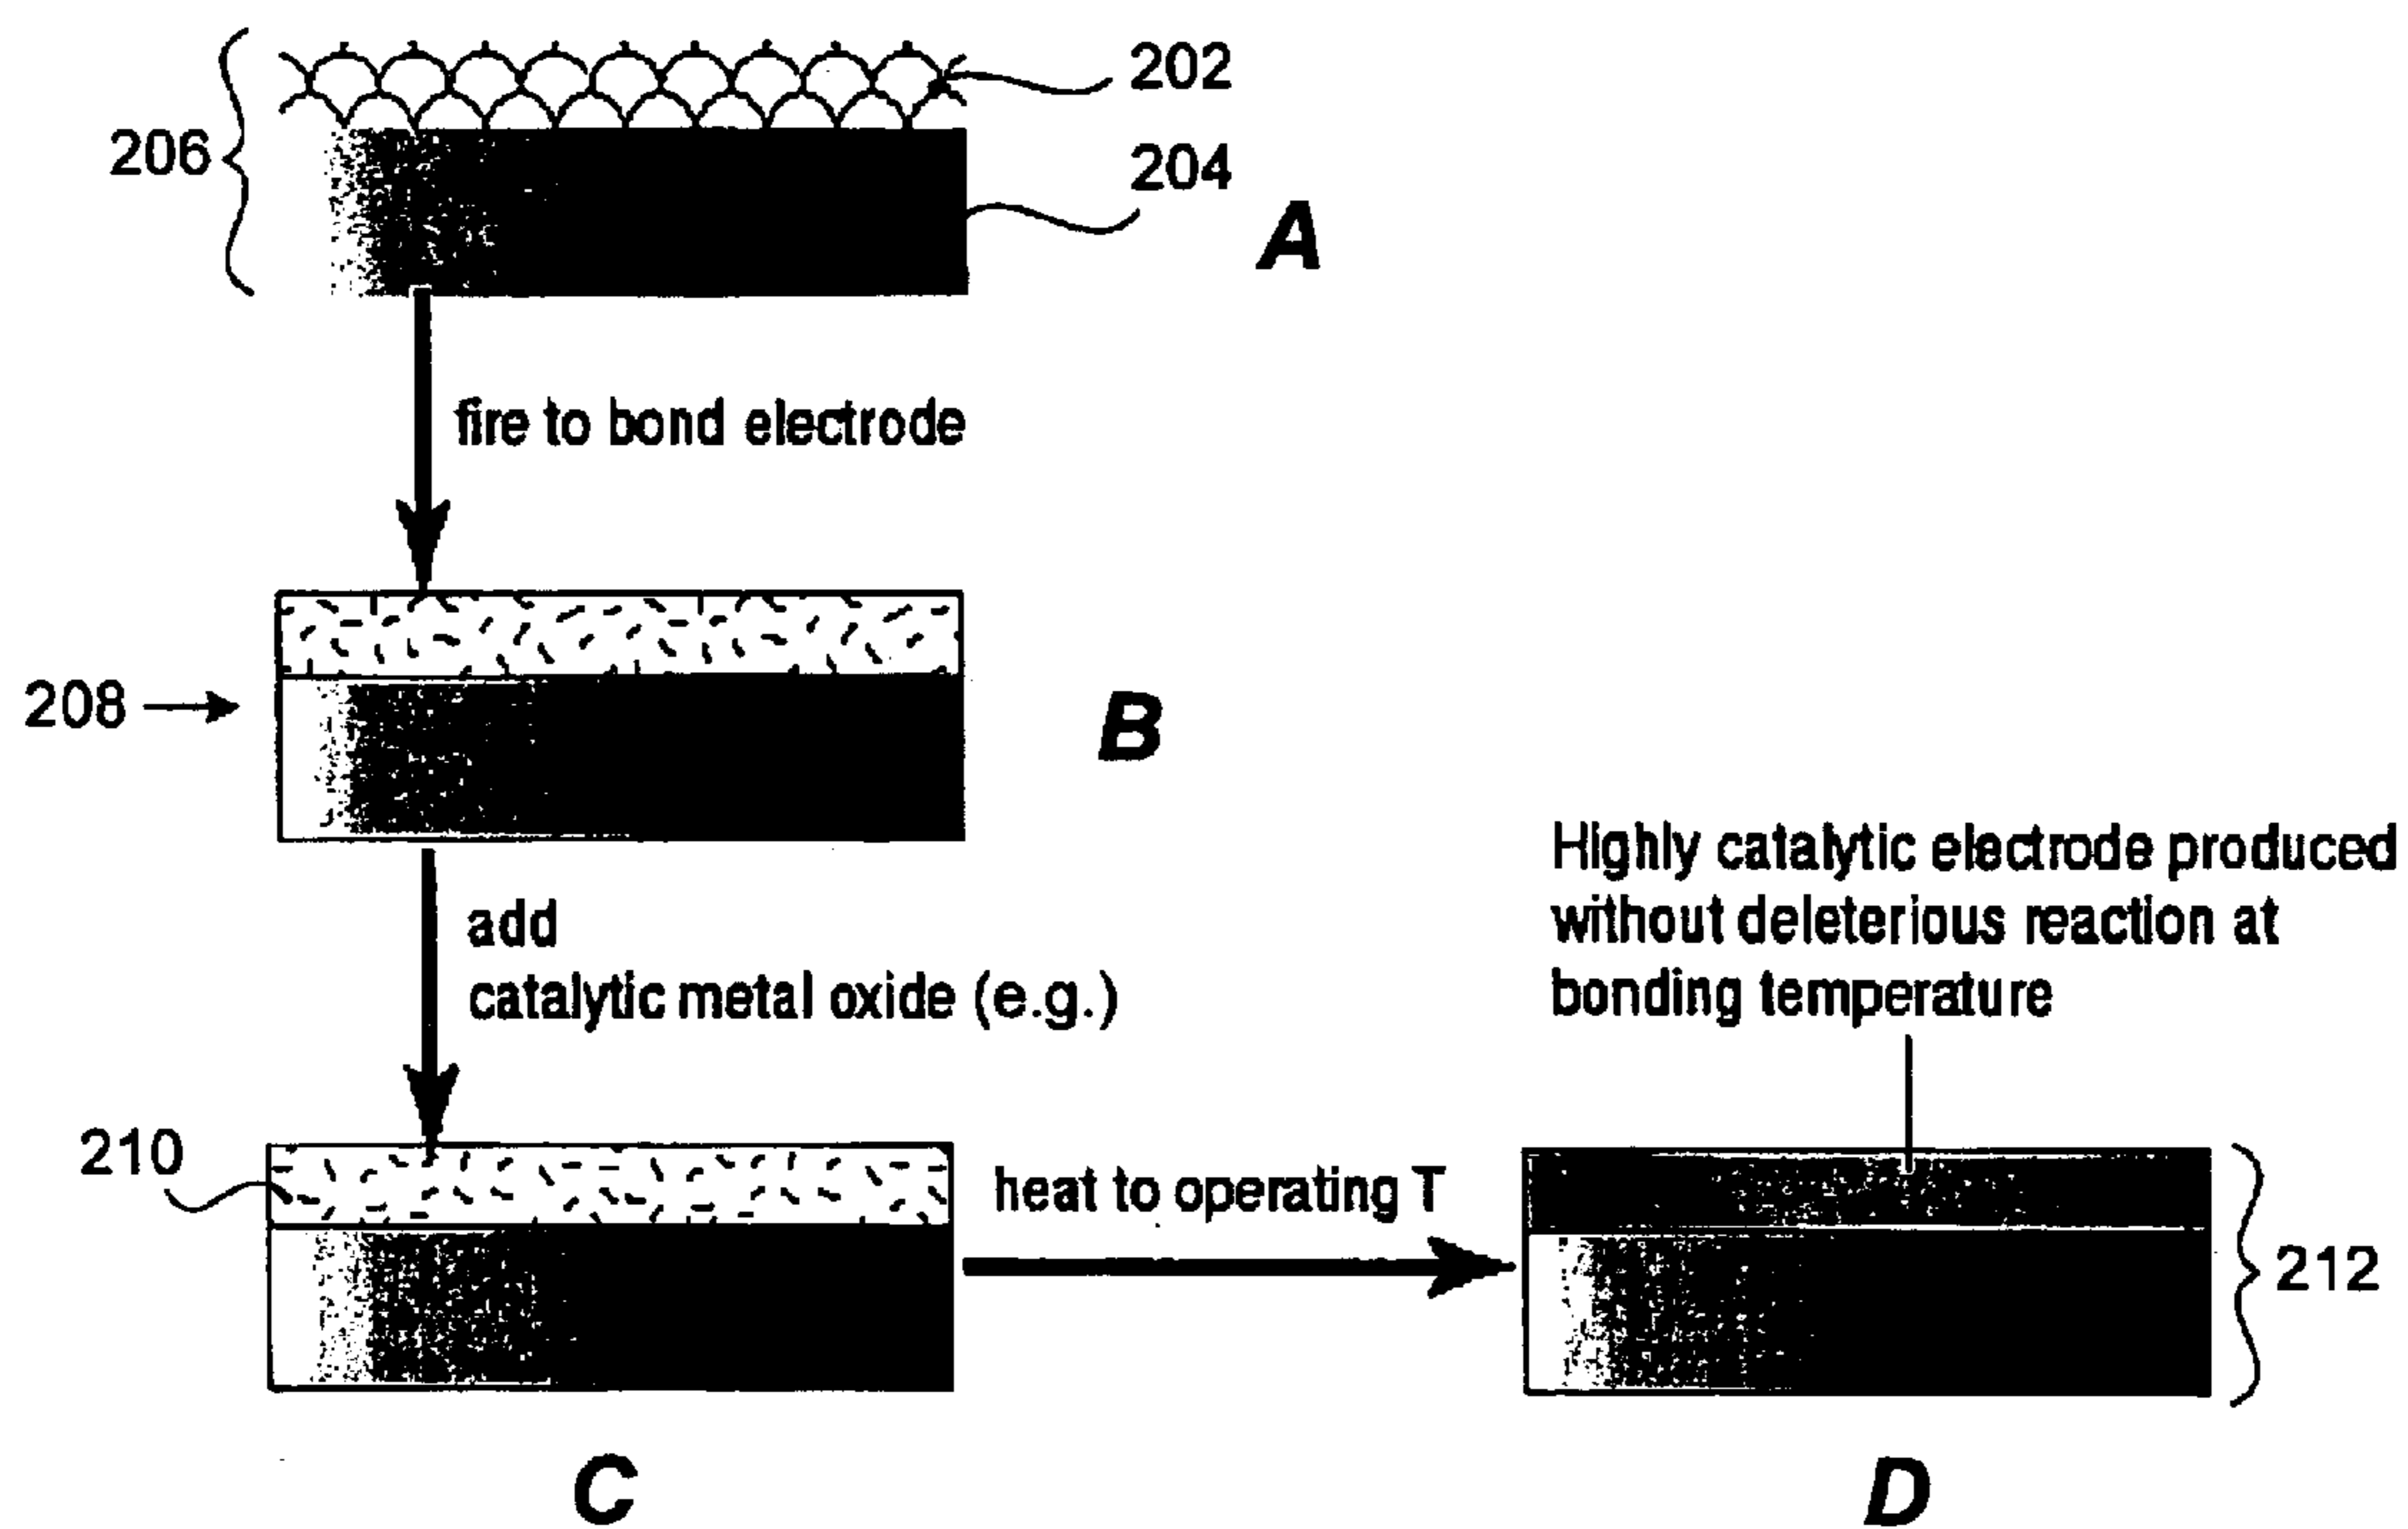 202
206
204
A
fire to bond electrode
208
B
Highly catalytic electrode produced
without deleterious reaction at
bonding temperature
add
catalytic metal oxide (e.g.)
210
heat to operating T
212
C
D